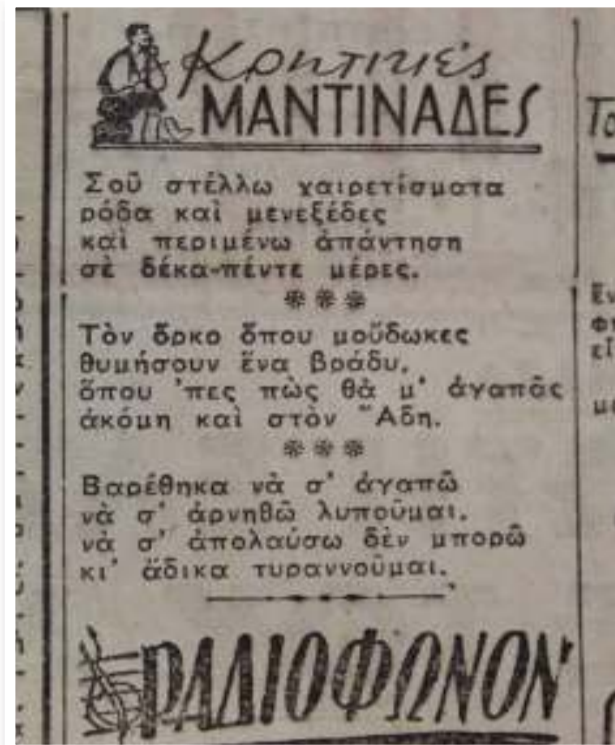 Κρητικές
ΜΑΝΤΙΝΑΔΕΣ
Σοῦ στέλλω χαιρετίσματα
ρόδα καὶ μενεξέδες
καὶ περιμένω ἀπάντηση
σὲ δέκα-πέντε μέρες.
Τὸν ὅρκο ὅπου μοὔδωκες
θυμήσουν ἕνα βράδυ,
ὅπου 'πες πὼς θὰ μ' ἀγαπᾶς
ἀκόμη καὶ στὸν Ἅδη.
Βαρέθηκα νὰ σ' ἀγαπῶ
νὰ σ' ἀρνηθῶ λυποῦμαι,
νὰ σ' ἀπολαύσω δὲν μπορῶ
κι' ἄδικα τυραννοῦμαι.
ΡΑΔΙΟΦΩΝΟΝ